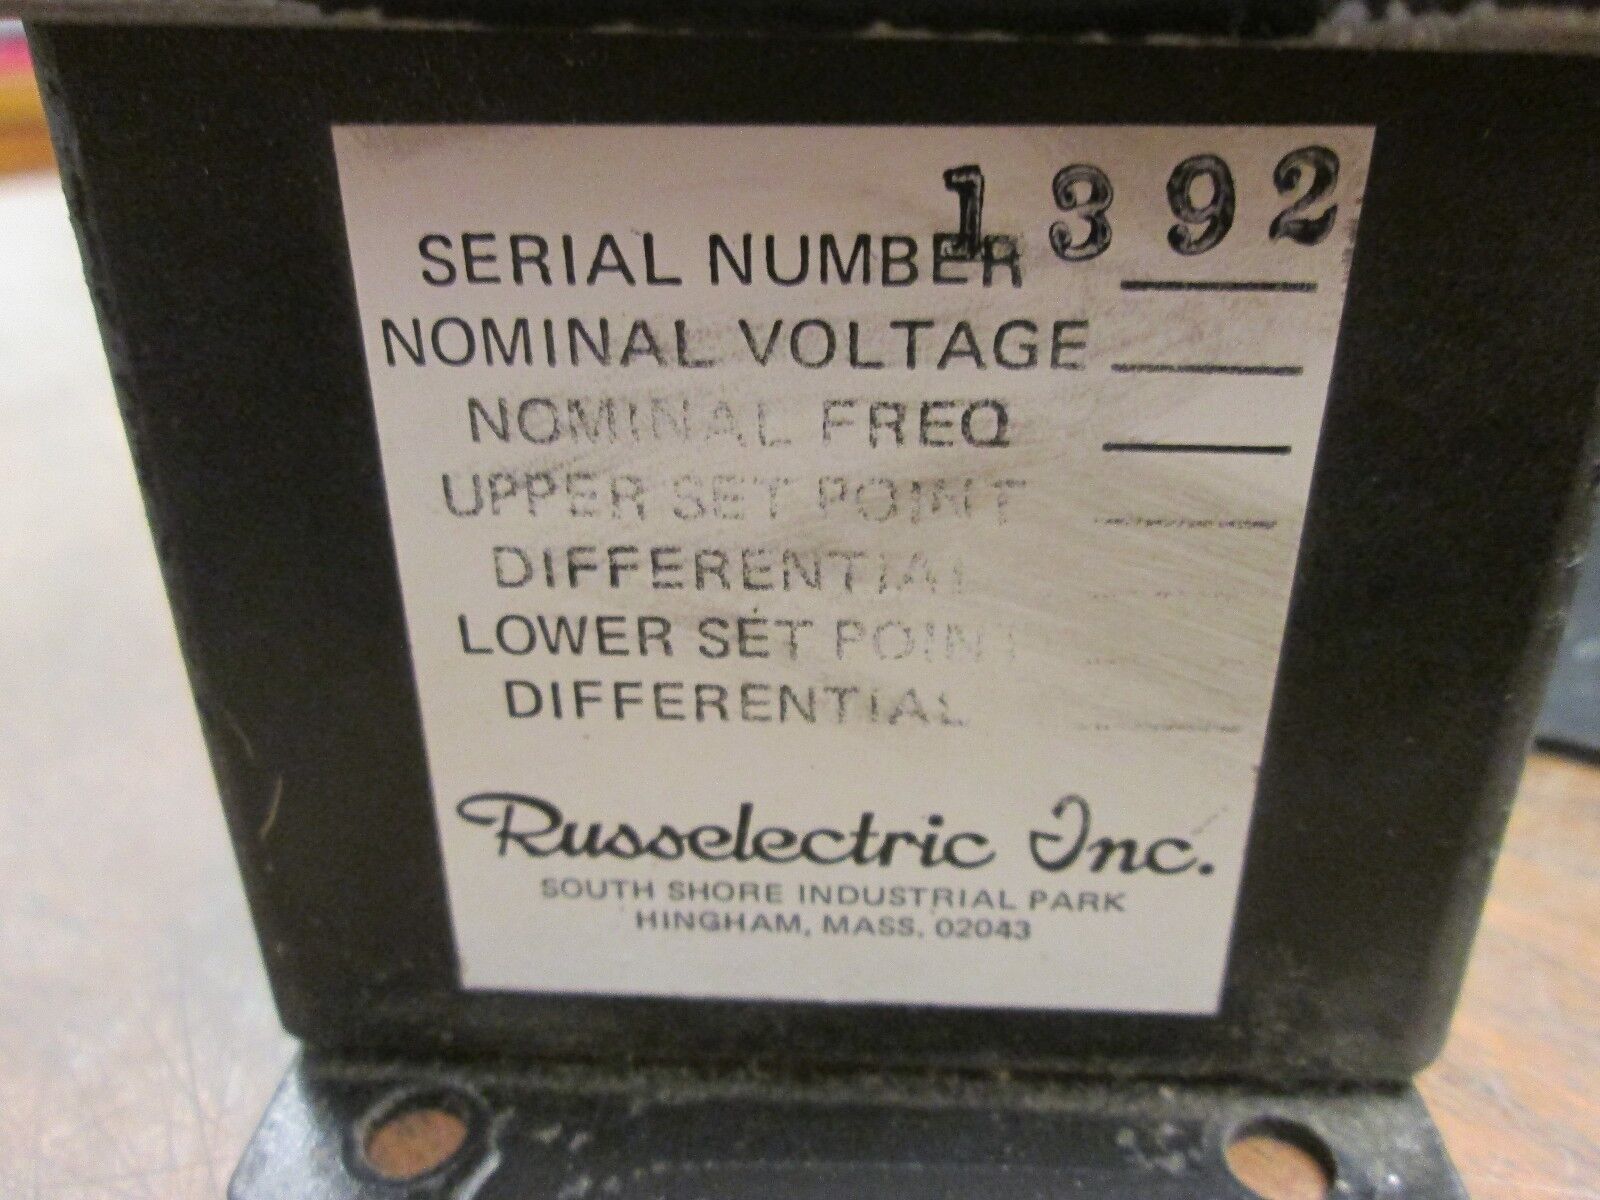 1392
SERIAL NUMBER
NOMINAL VOLTAGE
NOMINAL FREQ
UPPER SET POINT
DIFFERENTIAL
LOWER SET POINT
DIFFERENTIAL
Russelectric Inc.
SOUTH SHORE INDUSTRIAL PARK
HINGHAM, MASS. 02043